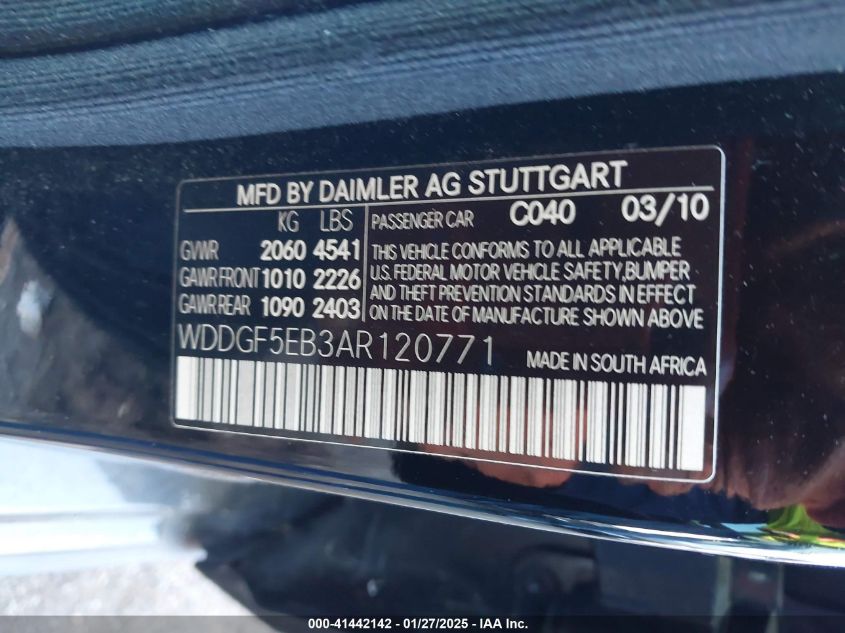 MFD BY DAIMLER AG STUTTGART
KG LBS
GVWR 2060 4541
GAWR FRONT 1010 2226
GAWR REAR 1090 2403
PASSENGER CAR C040 03/10
THIS VEHICLE CONFORMS TO ALL APPLICABLE
U.S. FEDERAL MOTOR VEHICLE SAFETY,BUMPER
AND THEFT PREVENTION STANDARDS IN EFFECT
ON THE DATE OF MANUFACTURE SHOWN ABOVE.
WDDGF5EB3AR120771
MADE IN SOUTH AFRICA
000-41442142 - 01/27/2025 - IAA Inc.